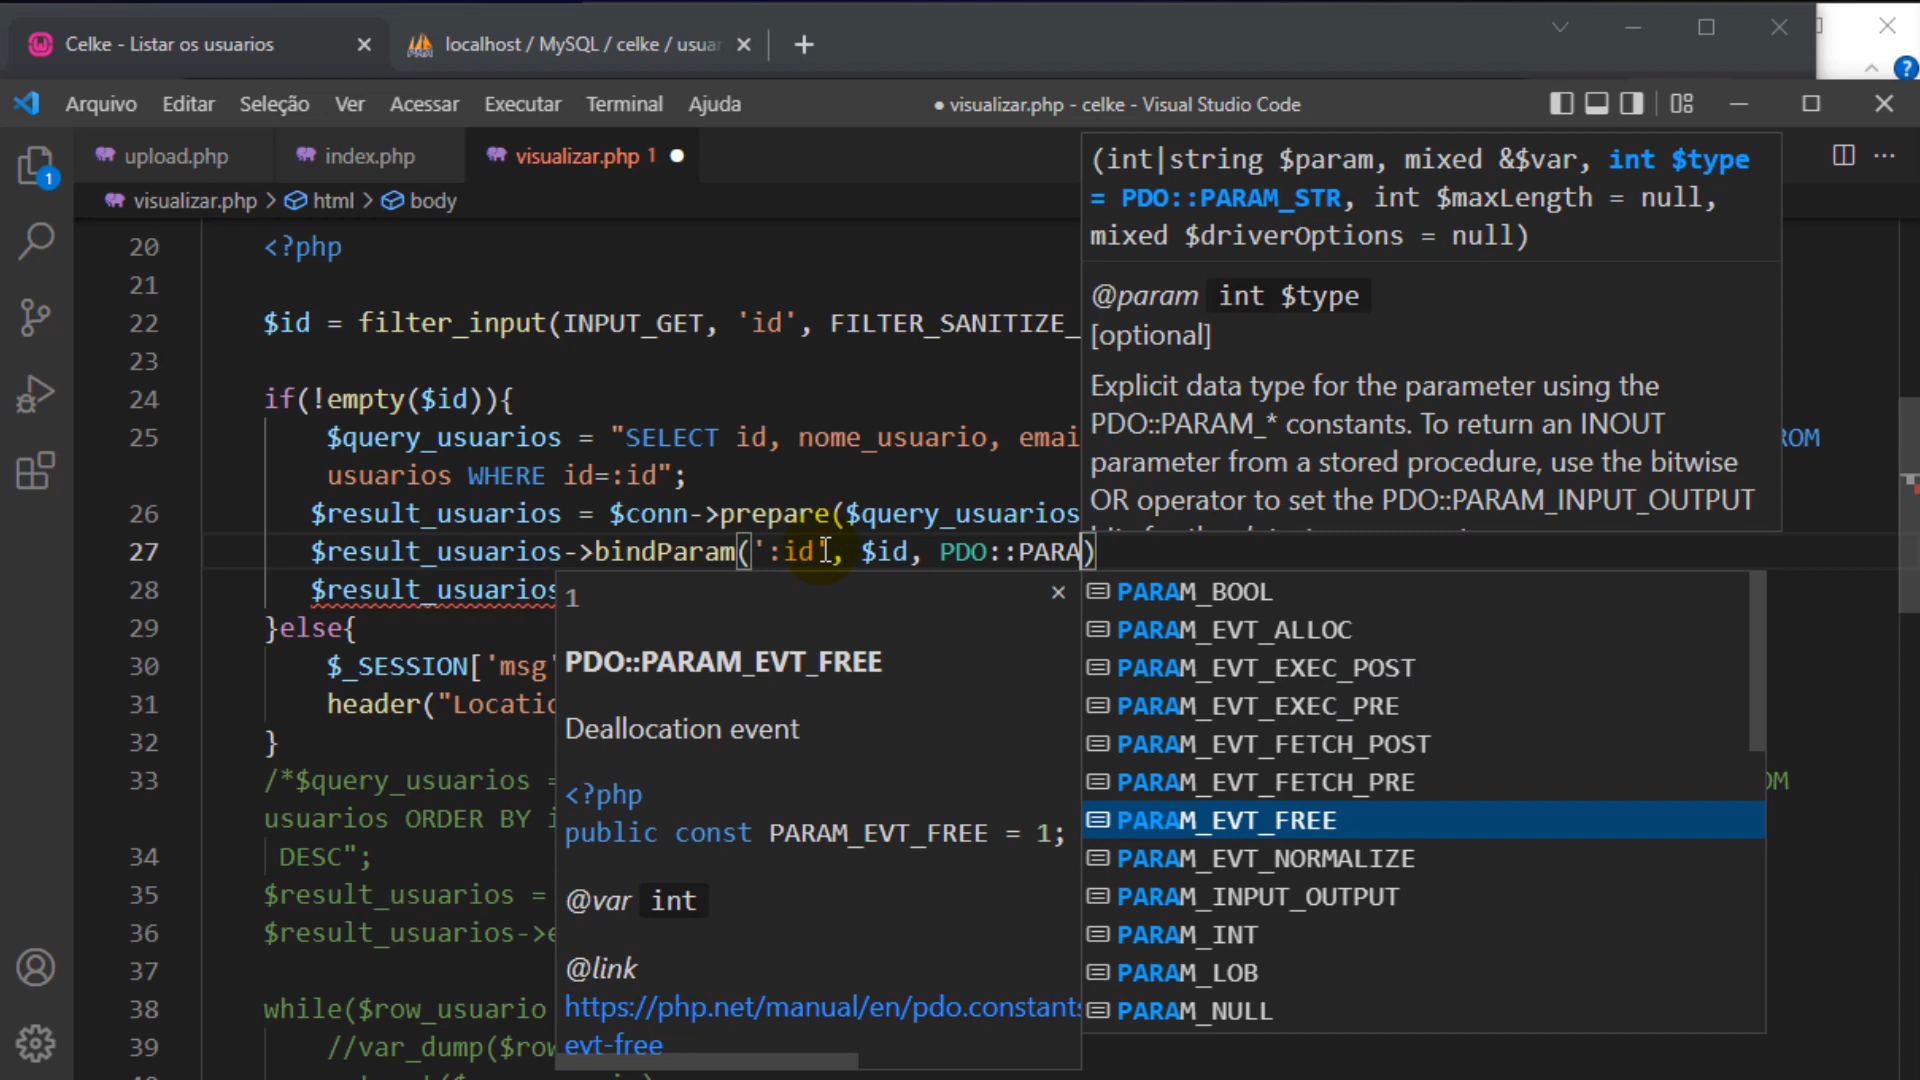 Celke - Listar os usuarios
localhost / MySQL / celke / usuar
Arquivo Editar Seleção Ver Acessar Executar Terminal Ajuda
● visualizar.php - celke - Visual Studio Code
1
upload.php index.php visualizar.php 1
visualizar.php > html > body
20 <?php
21
22 $id = filter_input(INPUT_GET, 'id', FILTER_SANITIZE_
23
24 if(!empty($id)){
25 $query_usuarios = "SELECT id, nome_usuario, emai ROM
usuarios WHERE id=:id";
26 $result_usuarios = $conn->prepare($query_usuarios
27 $result_usuarios->bindParam(':id', $id, PDO::PARA)
28 $result_usuarios
29 }else{
30 $_SESSION['msg'
31 header("Locatio
32 }
33 /*$query_usuarios = OM
usuarios ORDER BY i
34 DESC";
35 $result_usuarios =
36 $result_usuarios->e
37
38 while($row_usuario
39 //var_dump($row
(int|string $param, mixed &$var, int $type
= PDO::PARAM_STR, int $maxLength = null,
mixed $driverOptions = null)
@param int $type
[optional]
Explicit data type for the parameter using the
PDO::PARAM_* constants. To return an INOUT
parameter from a stored procedure, use the bitwise
OR operator to set the PDO::PARAM_INPUT_OUTPUT
1
PDO::PARAM_EVT_FREE
Deallocation event
<?php
public const PARAM_EVT_FREE = 1;
@var int
@link
https://php.net/manual/en/pdo.constants
evt-free
PARAM_BOOL
PARAM_EVT_ALLOC
PARAM_EVT_EXEC_POST
PARAM_EVT_EXEC_PRE
PARAM_EVT_FETCH_POST
PARAM_EVT_FETCH_PRE
PARAM_EVT_FREE
PARAM_EVT_NORMALIZE
PARAM_INPUT_OUTPUT
PARAM_INT
PARAM_LOB
PARAM_NULL